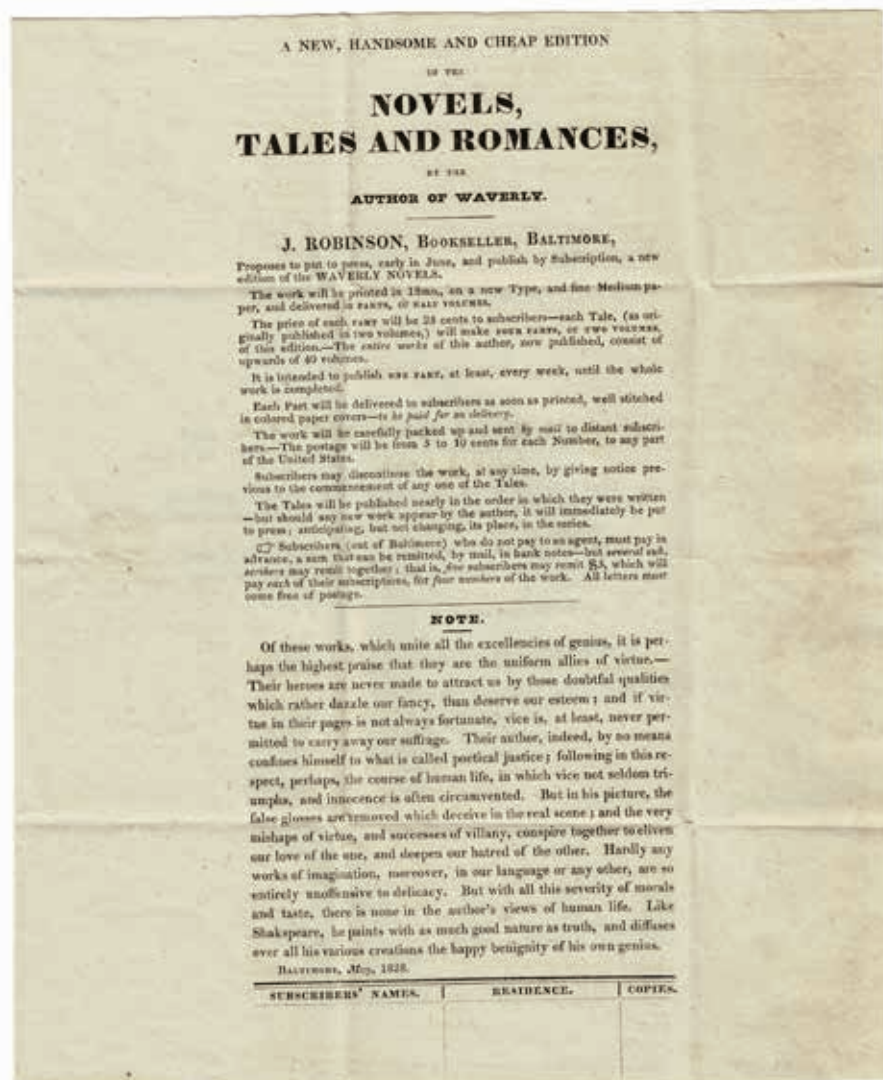 A NEW, HANDSOME AND CHEAP EDITION
OF THE
NOVELS,
TALES AND ROMANCES,
BY THE
AUTHOR OF WAVERLY.
J. ROBINSON, BOOKSELLER, BALTIMORE,
Proposes to put to press, early in June, and publish by Subscription, a new
edition of the WAVERLY NOVELS.
The work will be printed in 18mo, on a new Type, and fine Medium pa-
per, and delivered in PARTS, or HALF VOLUMES.
The price of each PART will be 25 cents to subscribers—each Tale, (as ori-
ginally published in two volumes,) will make FOUR PARTS, or TWO VOLUMES,
of this edition.—The entire works of this author, now published, consist of
upwards of 40 volumes.
It is intended to publish ONE PART, at least, every week, until the whole
work is completed.
Each Part will be delivered to subscribers as soon as printed, well stitched
in colored paper covers—to be paid for on delivery.
The work will be carefully packed up and sent by mail to distant subscri-
bers.—The postage will be from 5 to 10 cents for each Number, to any part
of the United States.
Subscribers may discontinue the work, at any time, by giving notice pre-
vious to the commencement of any one of the Tales.
The Tales will be published nearly in the order in which they were written
—but should any new work appear by the author, it will immediately be put
to press; anticipating, but not changing, its place, in the series.
☞ Subscribers (out of Baltimore) who do not pay to an agent, must pay in
advance, a sum that can be remitted, by mail, in bank notes—but several sub-
scribers may remit together; that is, five subscribers may remit $5, which will
pay each of their subscriptions, for four numbers of the work. All letters must
come free of postage.
NOTE.
Of these works, which unite all the excellencies of genius, it is per-
haps the highest praise that they are the uniform allies of virtue.—
Their heroes are never made to attract us by those doubtful qualities
which rather dazzle our fancy, than deserve our esteem; and if vir-
tue in their pages is not always fortunate, vice is, at least, never per-
mitted to carry away our suffrage. Their author, indeed, by no means
confines himself to what is called poetical justice; following in this re-
spect, perhaps, the course of human life, in which vice not seldom tri-
umphs, and innocence is often circumvented. But in his picture, the
false glosses are removed which deceive in the real scene; and the very
mishaps of virtue, and successes of villany, conspire together to enliven
our love of the one, and deepen our hatred of the other. Hardly any
works of imagination, moreover, in our language or any other, are so
entirely unoffensive to delicacy. But with all this severity of morals
and taste, there is none in the author's views of human life. Like
Shakspeare, he paints with as much good nature as truth, and diffuses
over all his various creations the happy benignity of his own genius.
BALTIMORE, May, 1828.
SUBSCRIBERS' NAMES. RESIDENCE. COPIES.